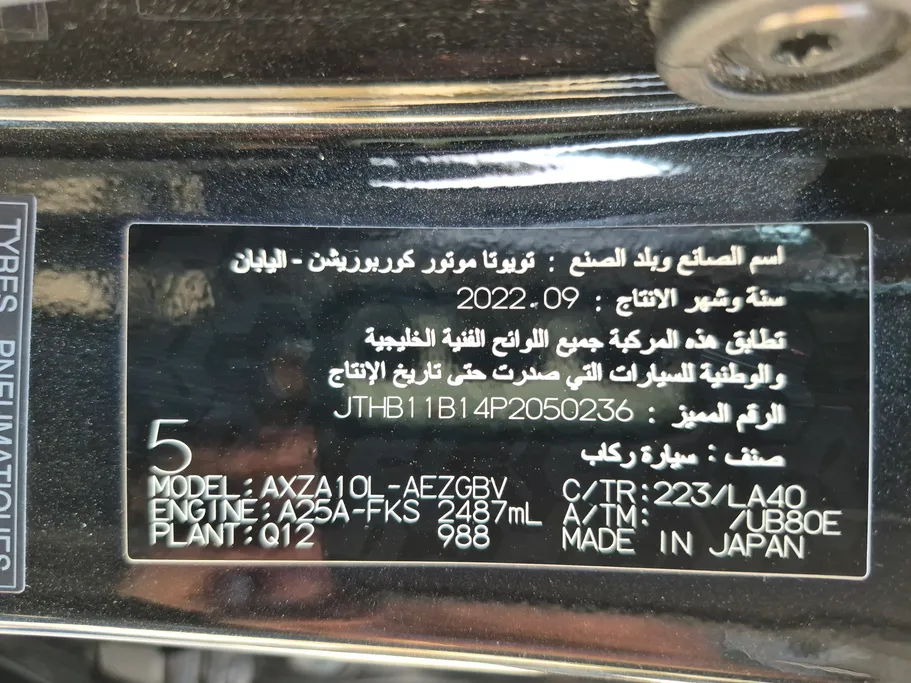 اسم الصانع وبلد الصنع : تويوتا موتور كوربوريشن - اليابان
سنة وشهر الانتاج : 2022.09
تطابق هذه المركبة جميع اللوائح الفنية الخليجية
والوطنية للسيارات التي صدرت حتى تاريخ الإنتاج
الرقم المميز : JTHB11B14P2050236
صنف : سيارة ركاب
5
MODEL:AXZA10L-AEZGBV C/TR:223/LA40
ENGINE:A25A-FKS 2487mL A/TM: /UB80E
PLANT:Q12 988 MADE IN JAPAN
TYRES PNEUMATIQUES